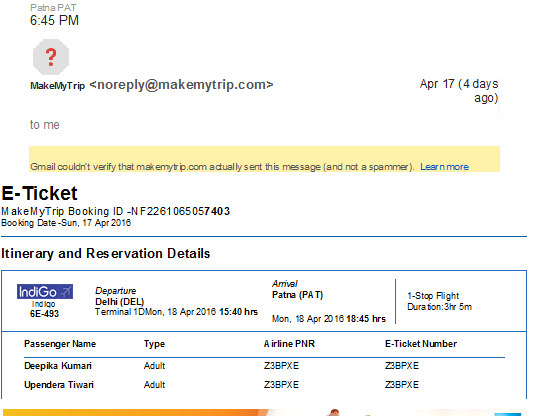 Patna PAT
6:45 PM
?
MakeMyTrip <noreply@makemytrip.com>
Apr 17 (4 days
ago)
to me
Gmail couldn't verify that makemytrip.com actually sent this message (and not a spammer). Learn more
E-Ticket
MakeMyTrip Booking ID -NF2261065057403
Booking Date -Sun, 17 Apr 2016
Itinerary and Reservation Details
IndiGo
Indigo
6E-493
Departure
Delhi (DEL)
Terminal 1DMon, 18 Apr 2016 15:40 hrs
Arrival
Patna (PAT)
Mon, 18 Apr 2016 18:45 hrs
1-Stop Flight
Duration:3hr 5m
Passenger Name Type Airline PNR E-Ticket Number
Deepika Kumari Adult Z3BPXE Z3BPXE
Upendera Tiwari Adult Z3BPXE Z3BPXE